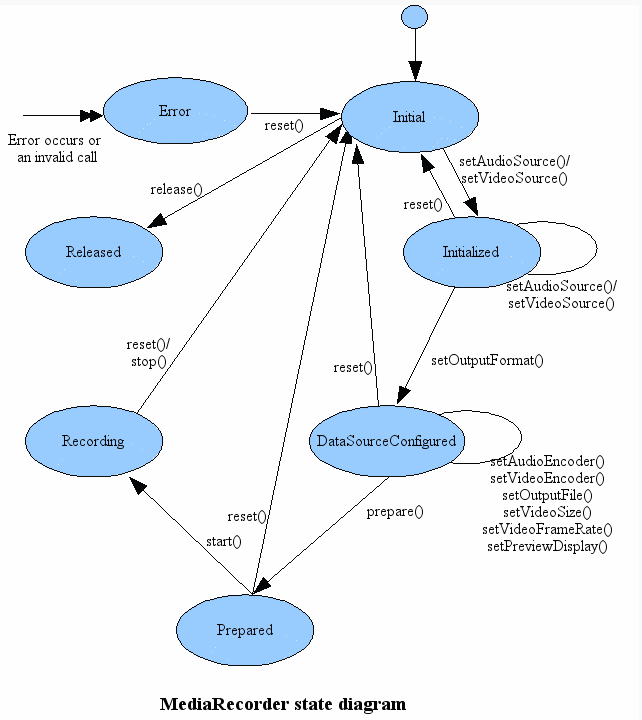 Error
Initial
reset()
Error occurs or
an invalid call
setAudioSource()/
setVideoSource()
release()
reset()
Released
Initialized
setAudioSource()/
setVideoSource()
reset()/
stop()
setOutputFormat()
reset()
Recording
DataSourceConfigured
setAudioEncoder()
setVideoEncoder()
setOutputFile()
setVideoSize()
setVideoFrameRate()
setPreviewDisplay()
prepare()
reset()
start()
Prepared
MediaRecorder state diagram